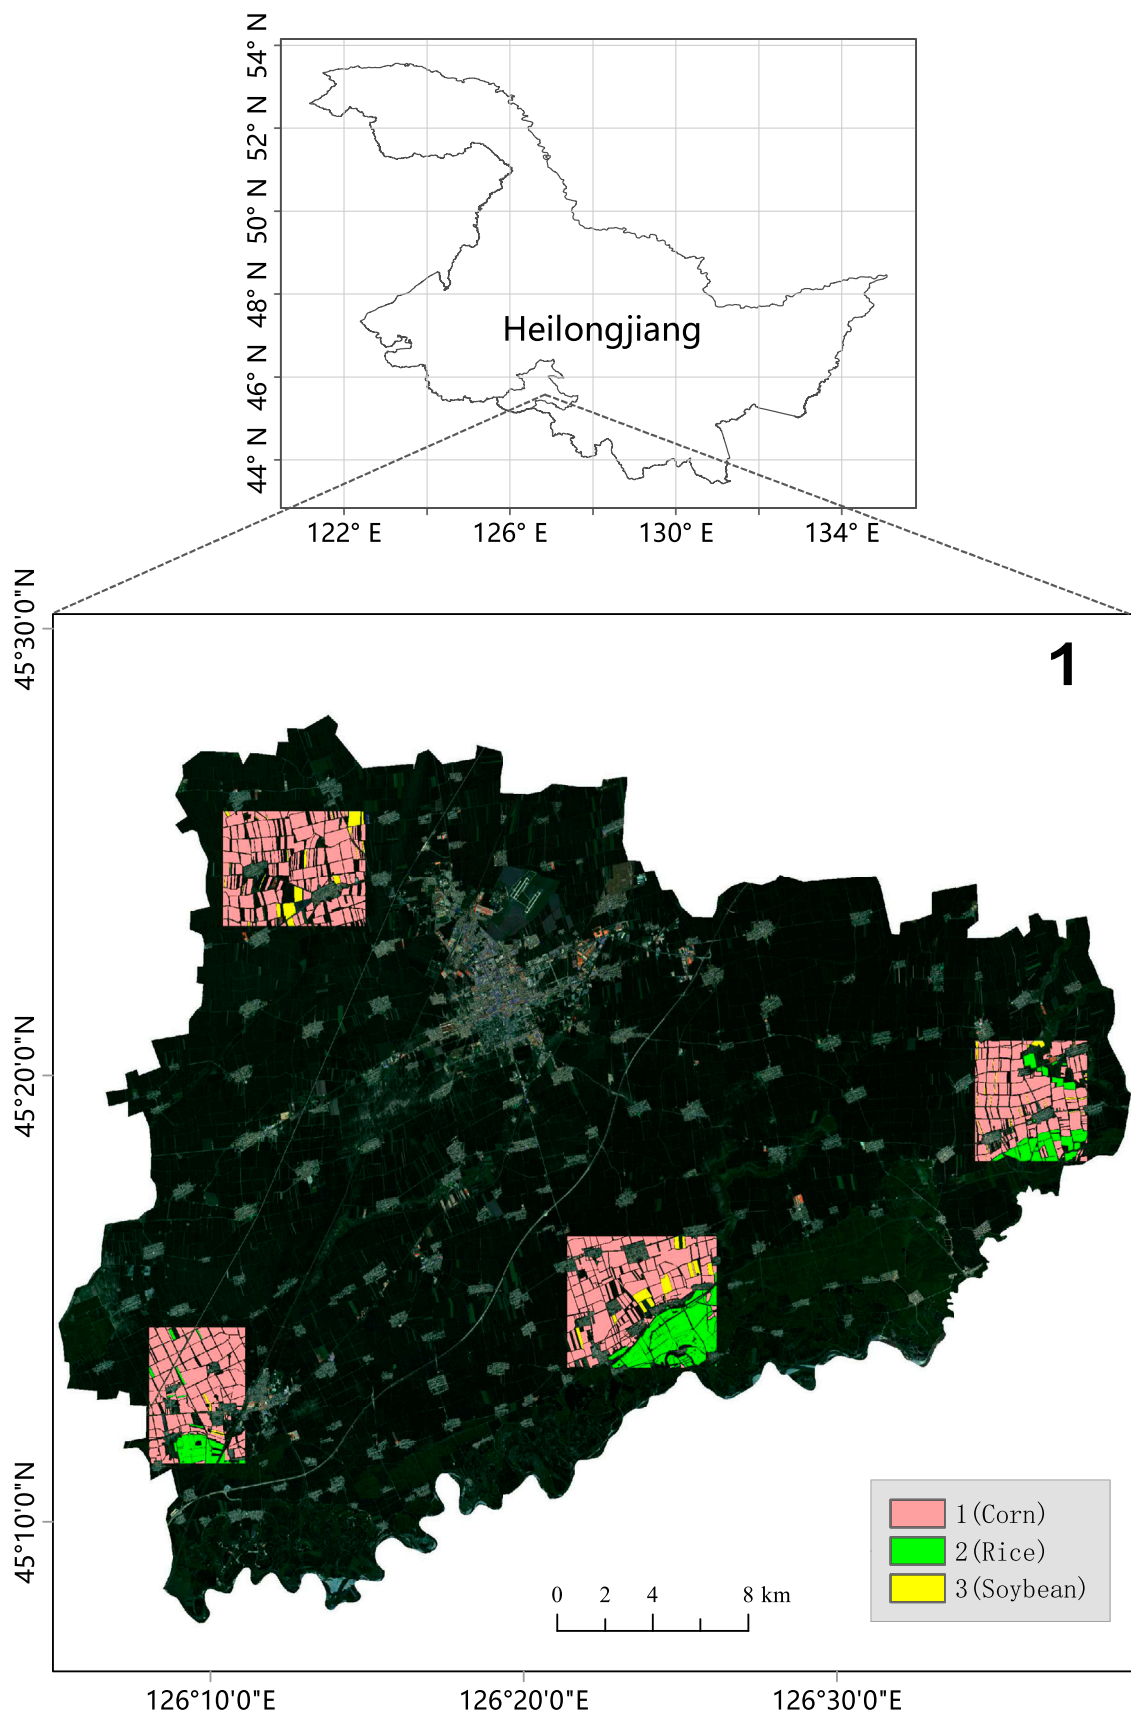 54° N
52° N
50° N
48° N
46° N
44° N
Heilongjiang
122° E
126° E
130° E
134° E
45°30'0"N
1
45°20'0"N
45°10'0"N
1(Corn)
2(Rice)
3(Soybean)
0 2 4 8 km
126°10'0"E
126°20'0"E
126°30'0"E